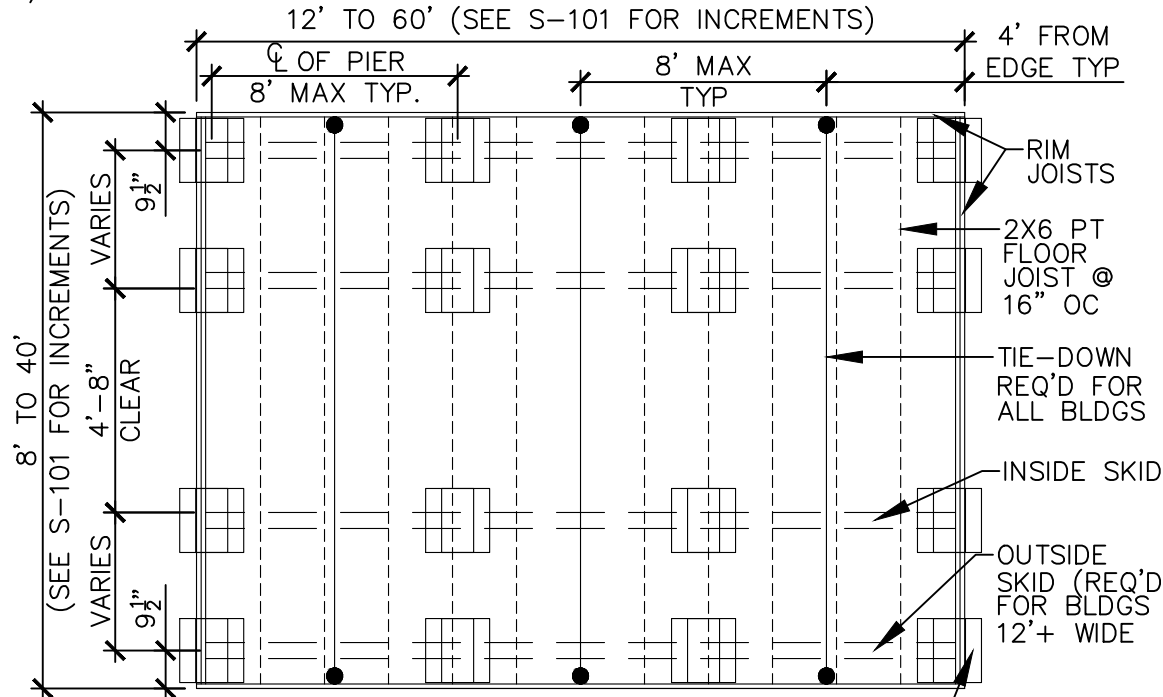 12' TO 60' (SEE S-101 FOR INCREMENTS)
℄ OF PIER
8' MAX TYP.
8' MAX
TYP
4' FROM
EDGE TYP
8' TO 40'
(SEE S-101 FOR INCREMENTS)
VARIES
9½"
4'-8"
CLEAR
VARIES
9½"
RIM
JOISTS
2X6 PT
FLOOR
JOIST @
16" OC
TIE-DOWN
REQ'D FOR
ALL BLDGS
INSIDE SKID
OUTSIDE
SKID (REQ'D
FOR BLDGS
12'+ WIDE